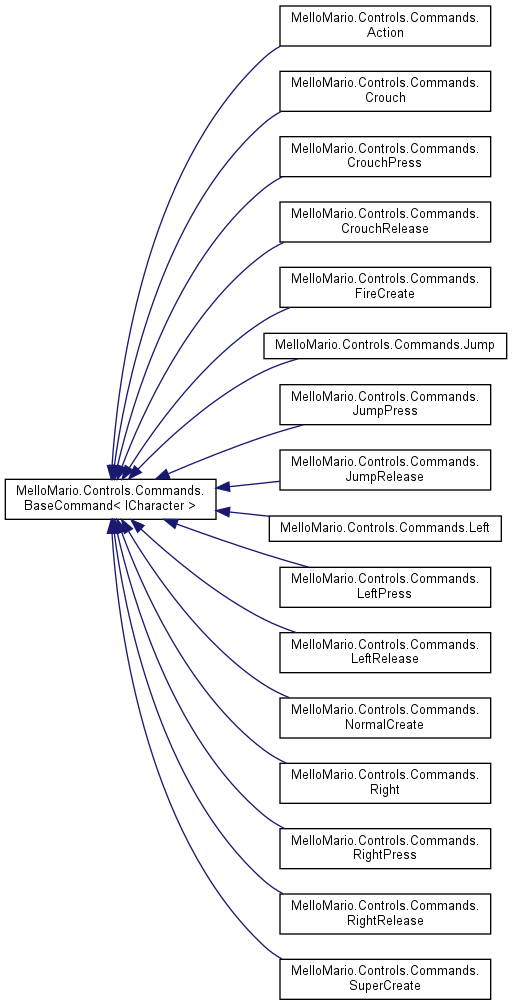 MelloMario.Controls.Commands.
Action
MelloMario.Controls.Commands.
Crouch
MelloMario.Controls.Commands.
CrouchPress
MelloMario.Controls.Commands.
CrouchRelease
MelloMario.Controls.Commands.
FireCreate
MelloMario.Controls.Commands.Jump
MelloMario.Controls.Commands.
JumpPress
MelloMario.Controls.Commands.
JumpRelease
MelloMario.Controls.Commands.
BaseCommand< ICharacter >
MelloMario.Controls.Commands.Left
MelloMario.Controls.Commands.
LeftPress
MelloMario.Controls.Commands.
LeftRelease
MelloMario.Controls.Commands.
NormalCreate
MelloMario.Controls.Commands.
Right
MelloMario.Controls.Commands.
RightPress
MelloMario.Controls.Commands.
RightRelease
MelloMario.Controls.Commands.
SuperCreate